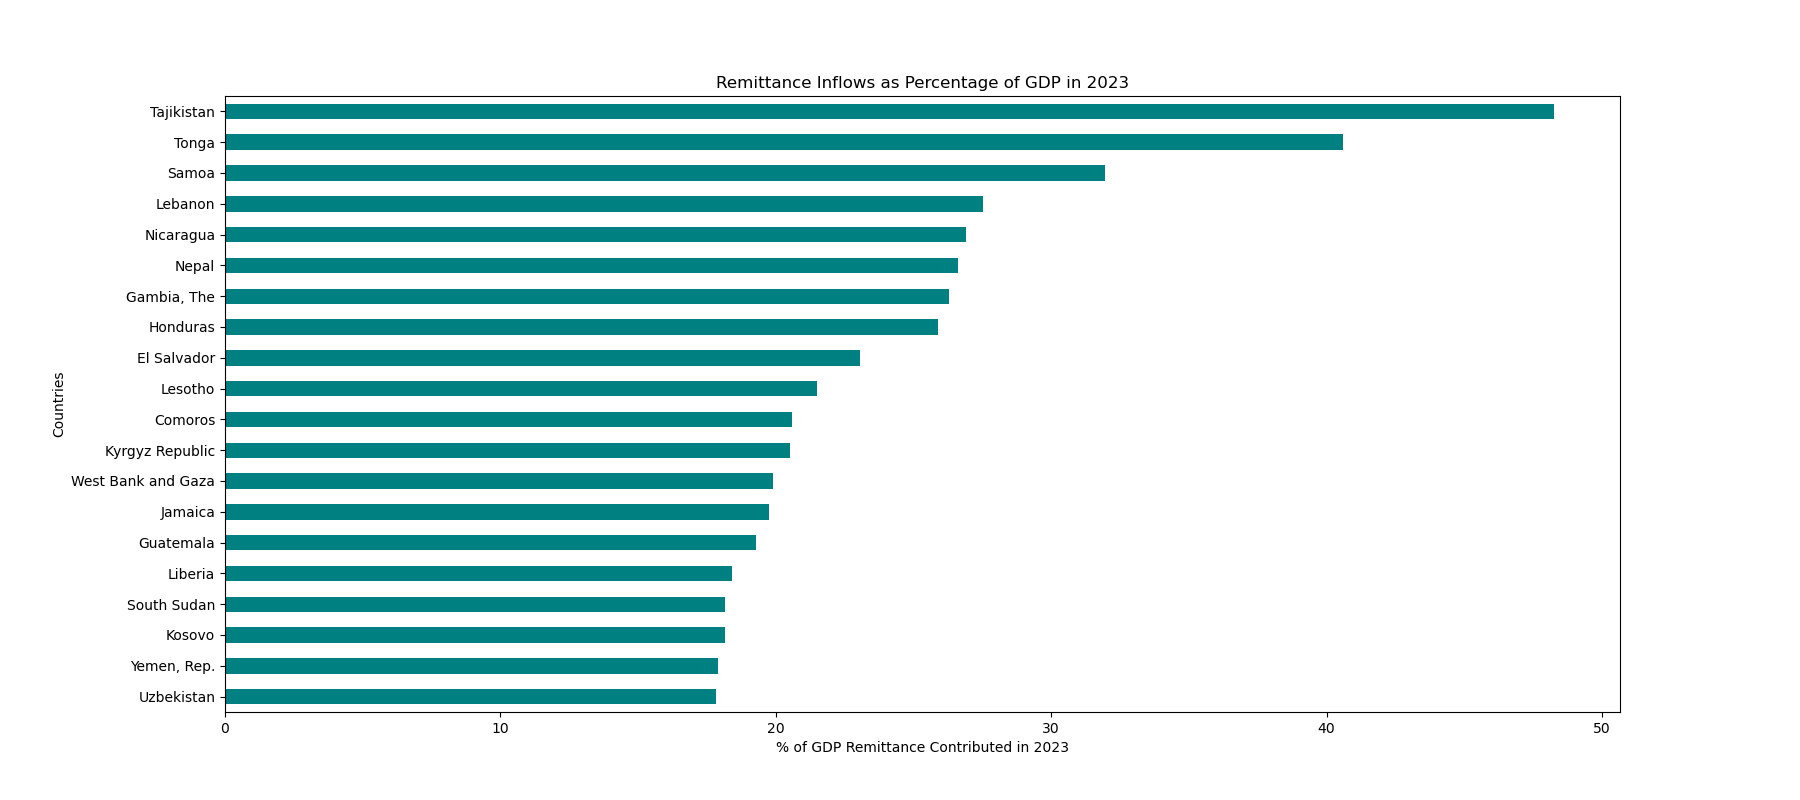 Remittance Inflows as Percentage of GDP in 2023
Countries
Tajikistan
Tonga
Samoa
Lebanon
Nicaragua
Nepal
Gambia, The
Honduras
El Salvador
Lesotho
Comoros
Kyrgyz Republic
West Bank and Gaza
Jamaica
Guatemala
Liberia
South Sudan
Kosovo
Yemen, Rep.
Uzbekistan
0 10 20 30 40 50
% of GDP Remittance Contributed in 2023